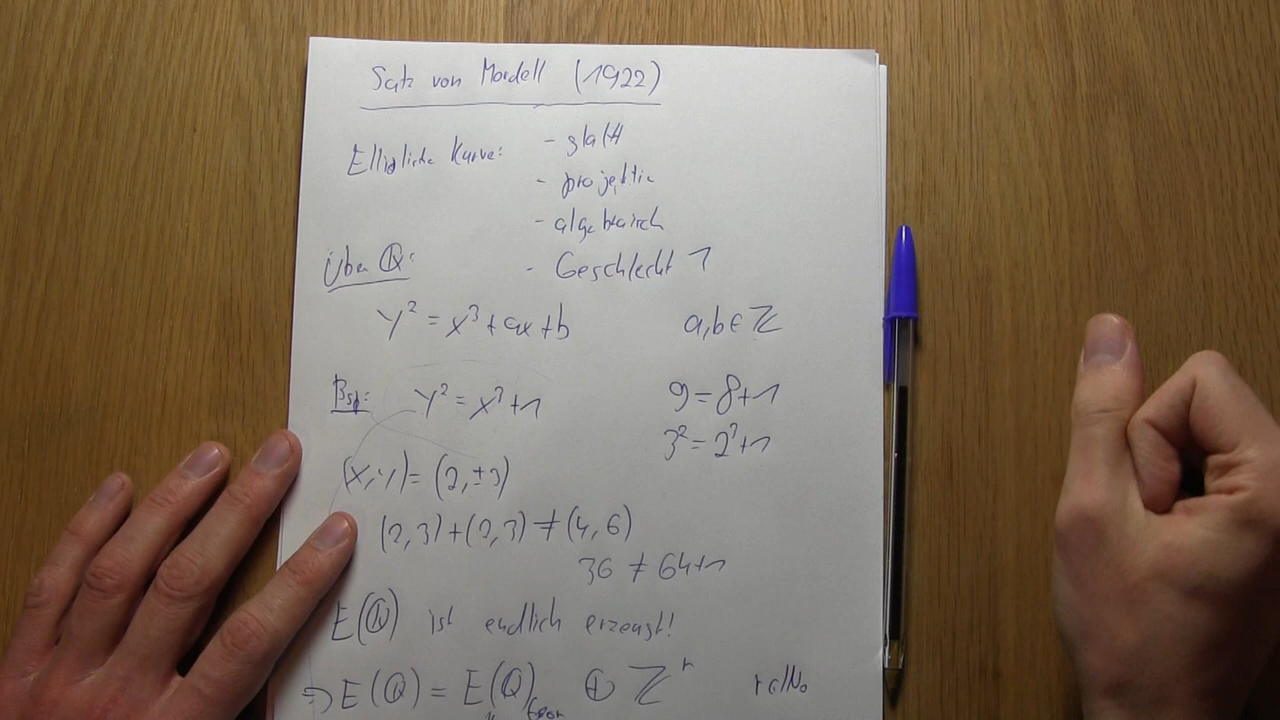 Satz von Mordell (1922)
Elliptische Kurve: - glatt
- projektiv
- algebraisch
- Geschlecht 1
Über ℚ:
y² = x³ + ax + b a,b ∈ ℤ
Bsp: y² = x³ + 1 9 = 8 + 1
3² = 2³ + 1
(x, y) = (2, ±3)
(2, 3) + (2, 3) ≠ (4, 6)
36 ≠ 64 + 1
E(ℚ) ist endlich erzeugt!
⇒ E(ℚ) = E(ℚ)tor ⊕ ℤ^r r ∈ ℕ₀